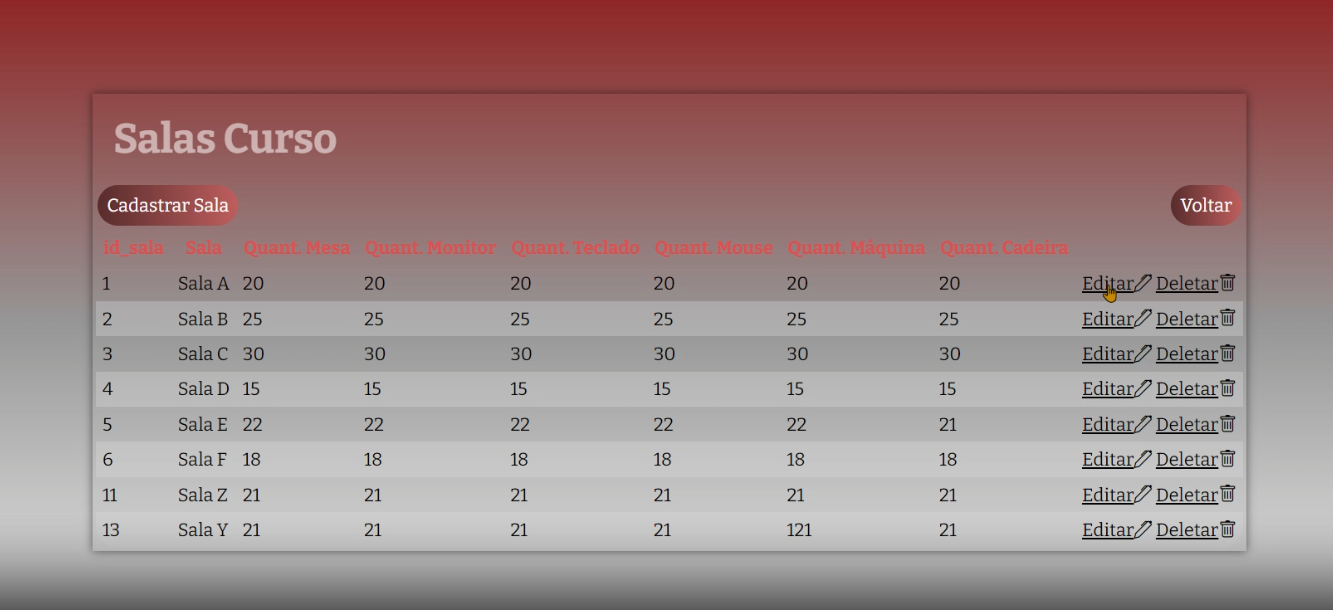 Salas Curso
Cadastrar Sala Voltar
id_sala Sala Quant. Mesa Quant. Monitor Quant. Teclado Quant. Mouse Quant. Máquina Quant. Cadeira
1 Sala A 20 20 20 20 20 20 Editar Deletar
2 Sala B 25 25 25 25 25 25 Editar Deletar
3 Sala C 30 30 30 30 30 30 Editar Deletar
4 Sala D 15 15 15 15 15 15 Editar Deletar
5 Sala E 22 22 22 22 22 21 Editar Deletar
6 Sala F 18 18 18 18 18 18 Editar Deletar
11 Sala Z 21 21 21 21 21 21 Editar Deletar
13 Sala Y 21 21 21 21 121 21 Editar Deletar